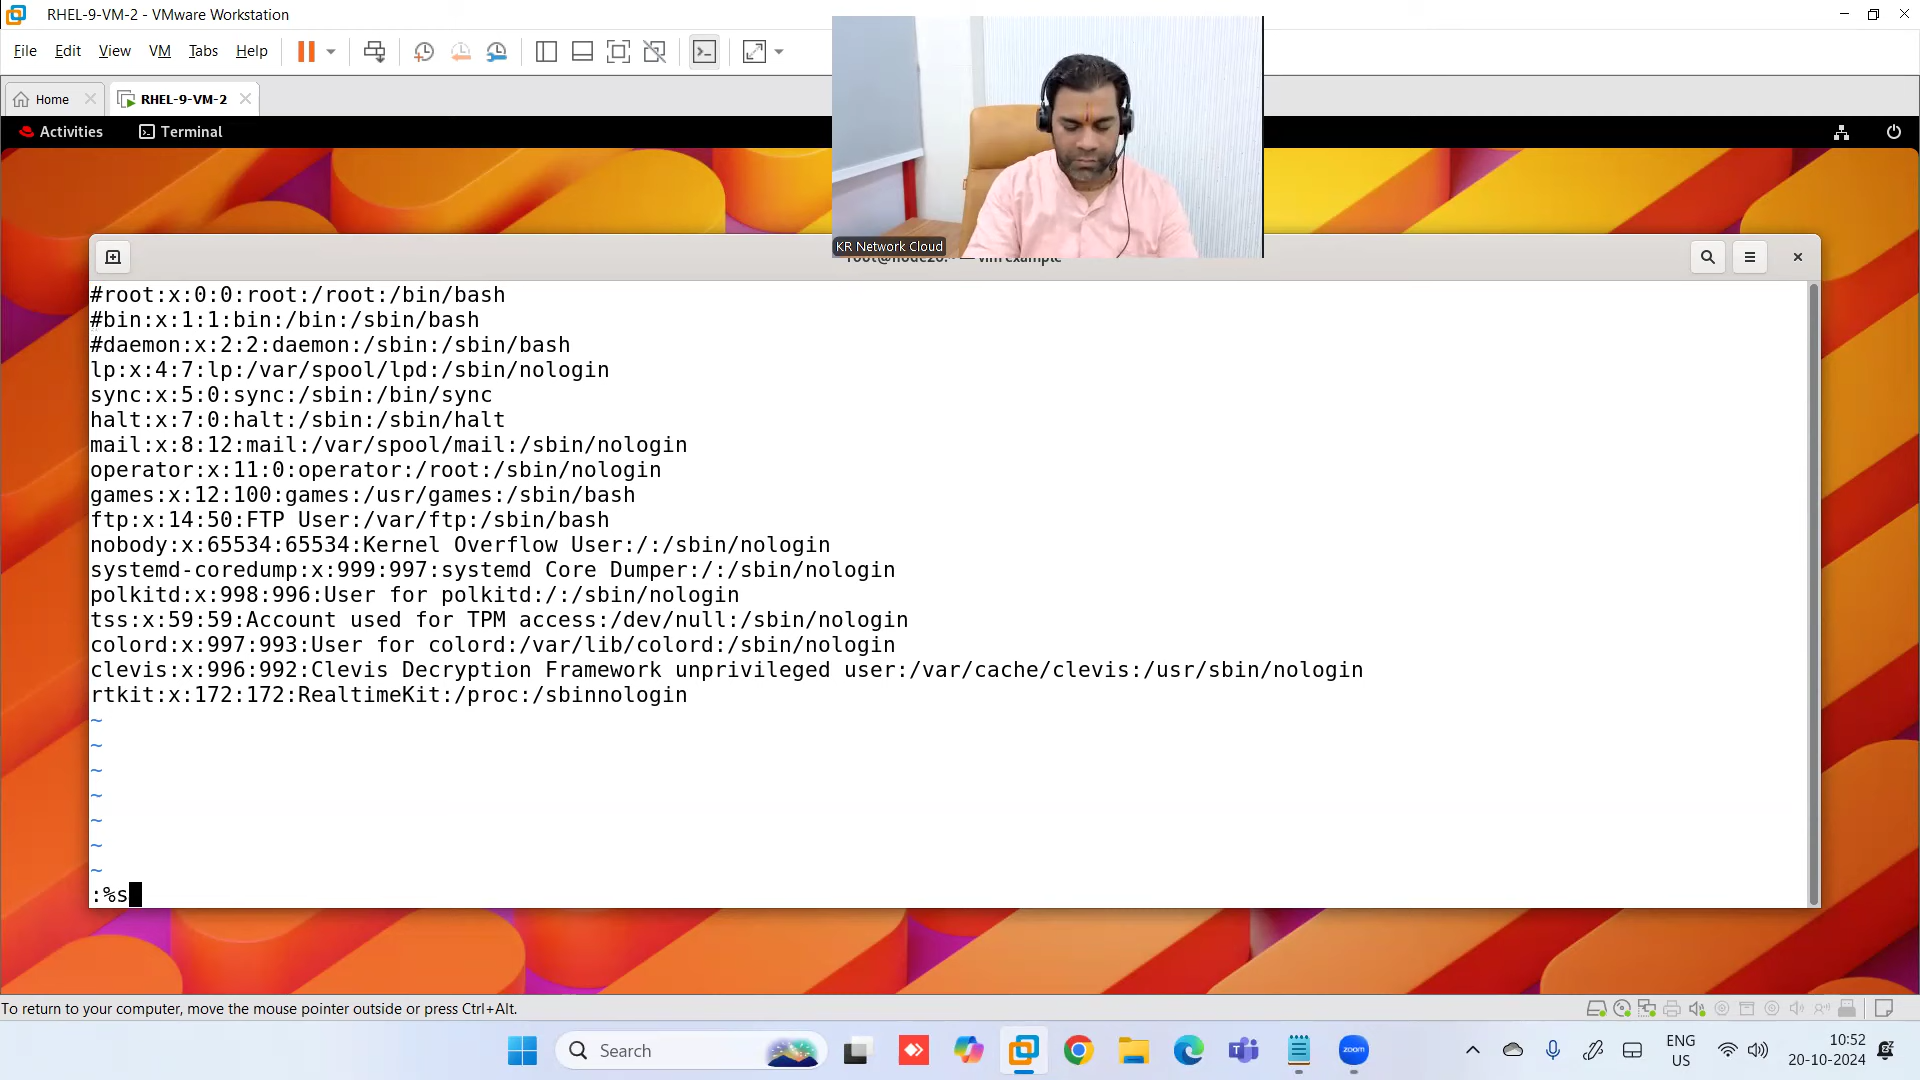 RHEL-9-VM-2 - VMware Workstation
File Edit View VM Tabs Help
Home RHEL-9-VM-2
Activities Terminal
KR Network Cloud
#root:x:0:0:root:/root:/bin/bash
#bin:x:1:1:bin:/bin:/sbin/bash
#daemon:x:2:2:daemon:/sbin:/sbin/bash
lp:x:4:7:lp:/var/spool/lpd:/sbin/nologin
sync:x:5:0:sync:/sbin:/bin/sync
halt:x:7:0:halt:/sbin:/sbin/halt
mail:x:8:12:mail:/var/spool/mail:/sbin/nologin
operator:x:11:0:operator:/root:/sbin/nologin
games:x:12:100:games:/usr/games:/sbin/bash
ftp:x:14:50:FTP User:/var/ftp:/sbin/bash
nobody:x:65534:65534:Kernel Overflow User:/:/sbin/nologin
systemd-coredump:x:999:997:systemd Core Dumper:/:/sbin/nologin
polkitd:x:998:996:User for polkitd:/:/sbin/nologin
tss:x:59:59:Account used for TPM access:/dev/null:/sbin/nologin
colord:x:997:993:User for colord:/var/lib/colord:/sbin/nologin
clevis:x:996:992:Clevis Decryption Framework unprivileged user:/var/cache/clevis:/usr/sbin/nologin
rtkit:x:172:172:RealtimeKit:/proc:/sbinnologin
~
~
~
~
~
~
~
:%s
To return to your computer, move the mouse pointer outside or press Ctrl+Alt.
Search
zoom
ENG
US
10:52
20-10-2024